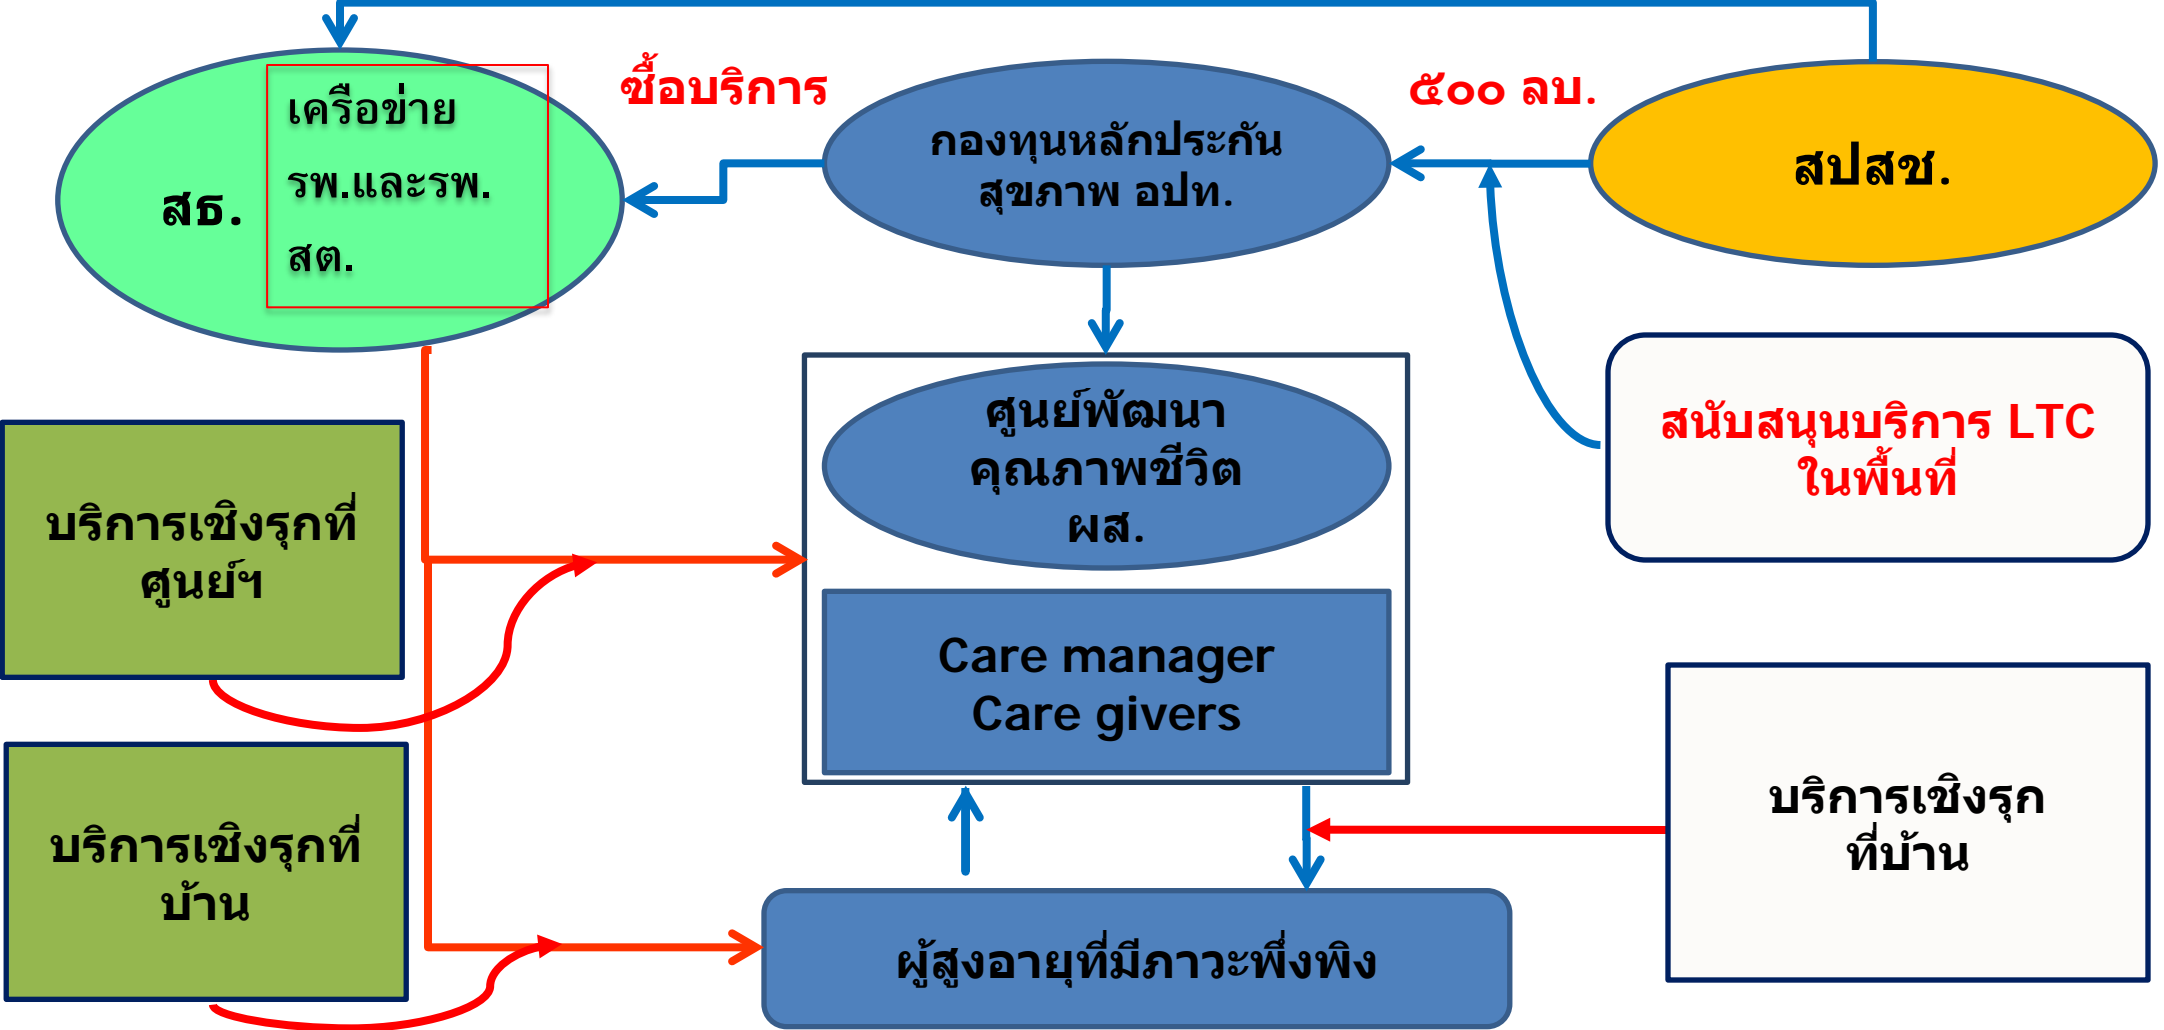 เครือข่าย
รพ.และรพ.
สต.
สธ.
ซื้อบริการ
กองทุนหลักประกัน
สุขภาพ อปท.
๕๐๐ ลบ.
สปสช.
ศูนย์พัฒนา
คุณภาพชีวิต
ผส.
สนับสนุนบริการ LTC
ในพื้นที่
บริการเชิงรุกที่
ศูนย์ฯ
Care manager
Care givers
บริการเชิงรุกที่
บ้าน
บริการเชิงรุก
ที่บ้าน
ผู้สูงอายุที่มีภาวะพึ่งพิง